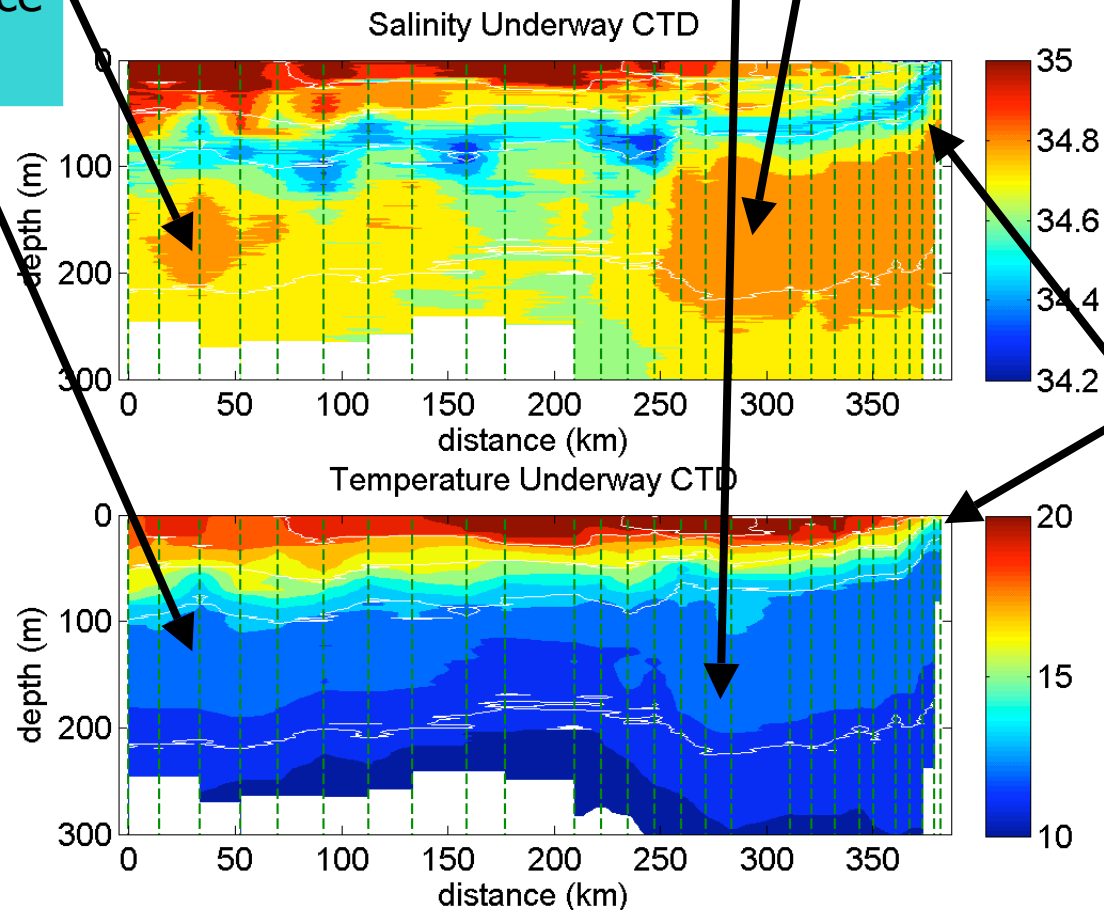 Salinity Underway CTD
0
100
200
300
depth (m)
0 50 100 150 200 250 300 350
distance (km)
35
34.8
34.6
34.4
34.2
Temperature Underway CTD
0
100
200
300
depth (m)
0 50 100 150 200 250 300 350
distance (km)
20
15
10